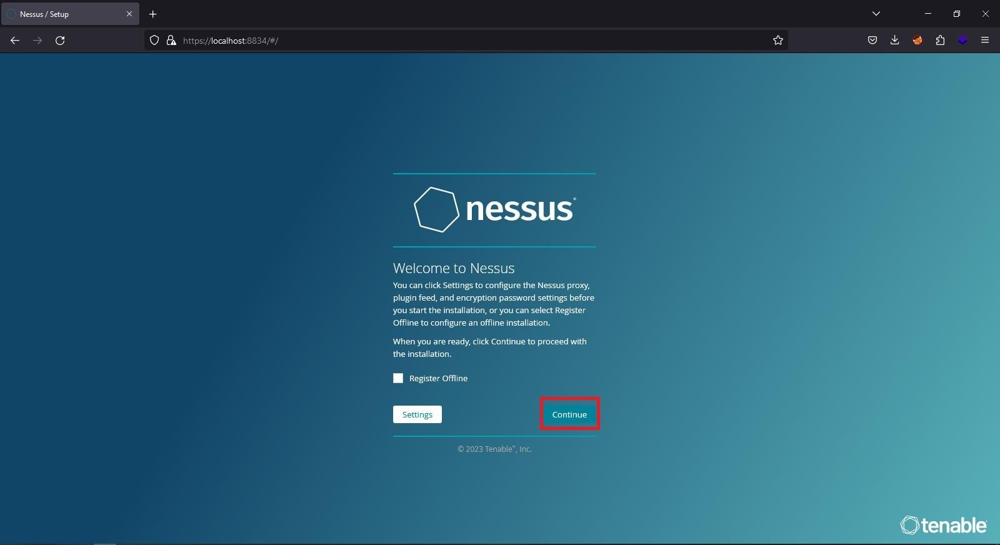 Nessus / Setup
https://localhost:8834/#/
nessus®
Welcome to Nessus
You can click Settings to configure the Nessus proxy,
plugin feed, and encryption password settings before
you start the installation, or you can select Register
Offline to configure an offline installation.
When you are ready, click Continue to proceed with
the installation.
Register Offline
Settings
Continue
© 2023 Tenable™, Inc.
tenable